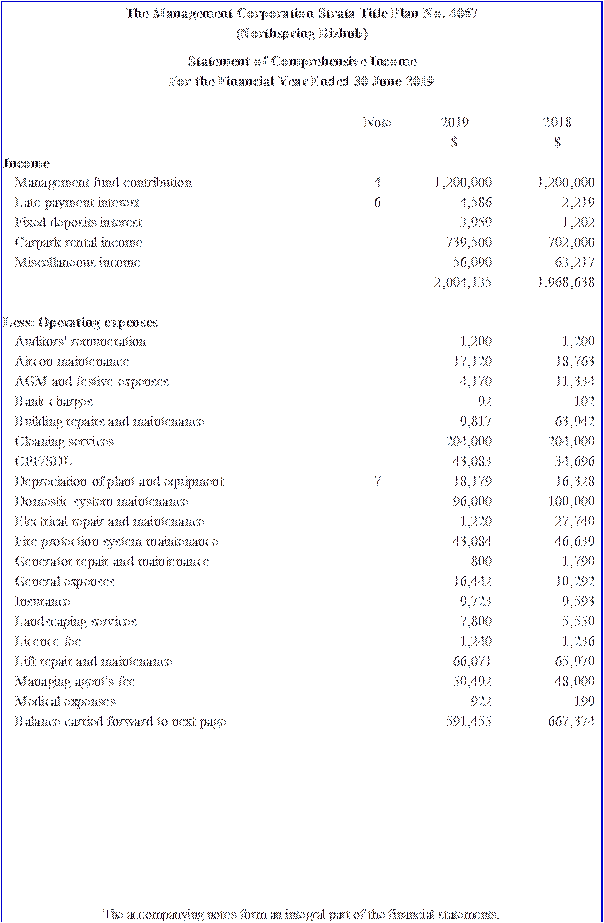 The Management Corporation Strata Title Plan No. 4067
(Northspring Bizhub)
Statement of Comprehensive Income
For the Financial Year Ended 30 June 2019
Note 2019 2018
$ $
Income
Management fund contribution 4 1,200,000 1,200,000
Late payment interest 6 4,586 2,219
Fixed deposits interest 3,959 1,202
Carpark rental income 739,500 702,000
Miscellaneous income 56,090 63,217
2,004,135 1,968,638
Less: Operating expenses
Auditors' remuneration 1,200 1,200
Aircon maintenance 17,120 18,763
AGM and festive expenses 4,170 11,334
Bank charges 92 102
Building repairs and maintenance 9,817 63,942
Cleaning services 204,000 204,000
CPF/SDL 43,083 34,696
Depreciation of plant and equipment 7 18,179 16,328
Domestic system maintenance 96,000 100,000
Electrical repair and maintenance 1,220 27,740
Fire protection system maintenance 43,084 46,639
Generator repair and maintenance 800 1,790
General expenses 16,442 10,292
Insurance 9,723 9,593
Landscaping services 7,800 5,550
Licence fee 1,240 1,236
Lift repair and maintenance 66,071 65,970
Managing agent's fee 50,492 48,000
Medical expenses 922 199
Balance carried forward to next page 591,455 667,374
The accompanying notes form an integral part of the financial statements.